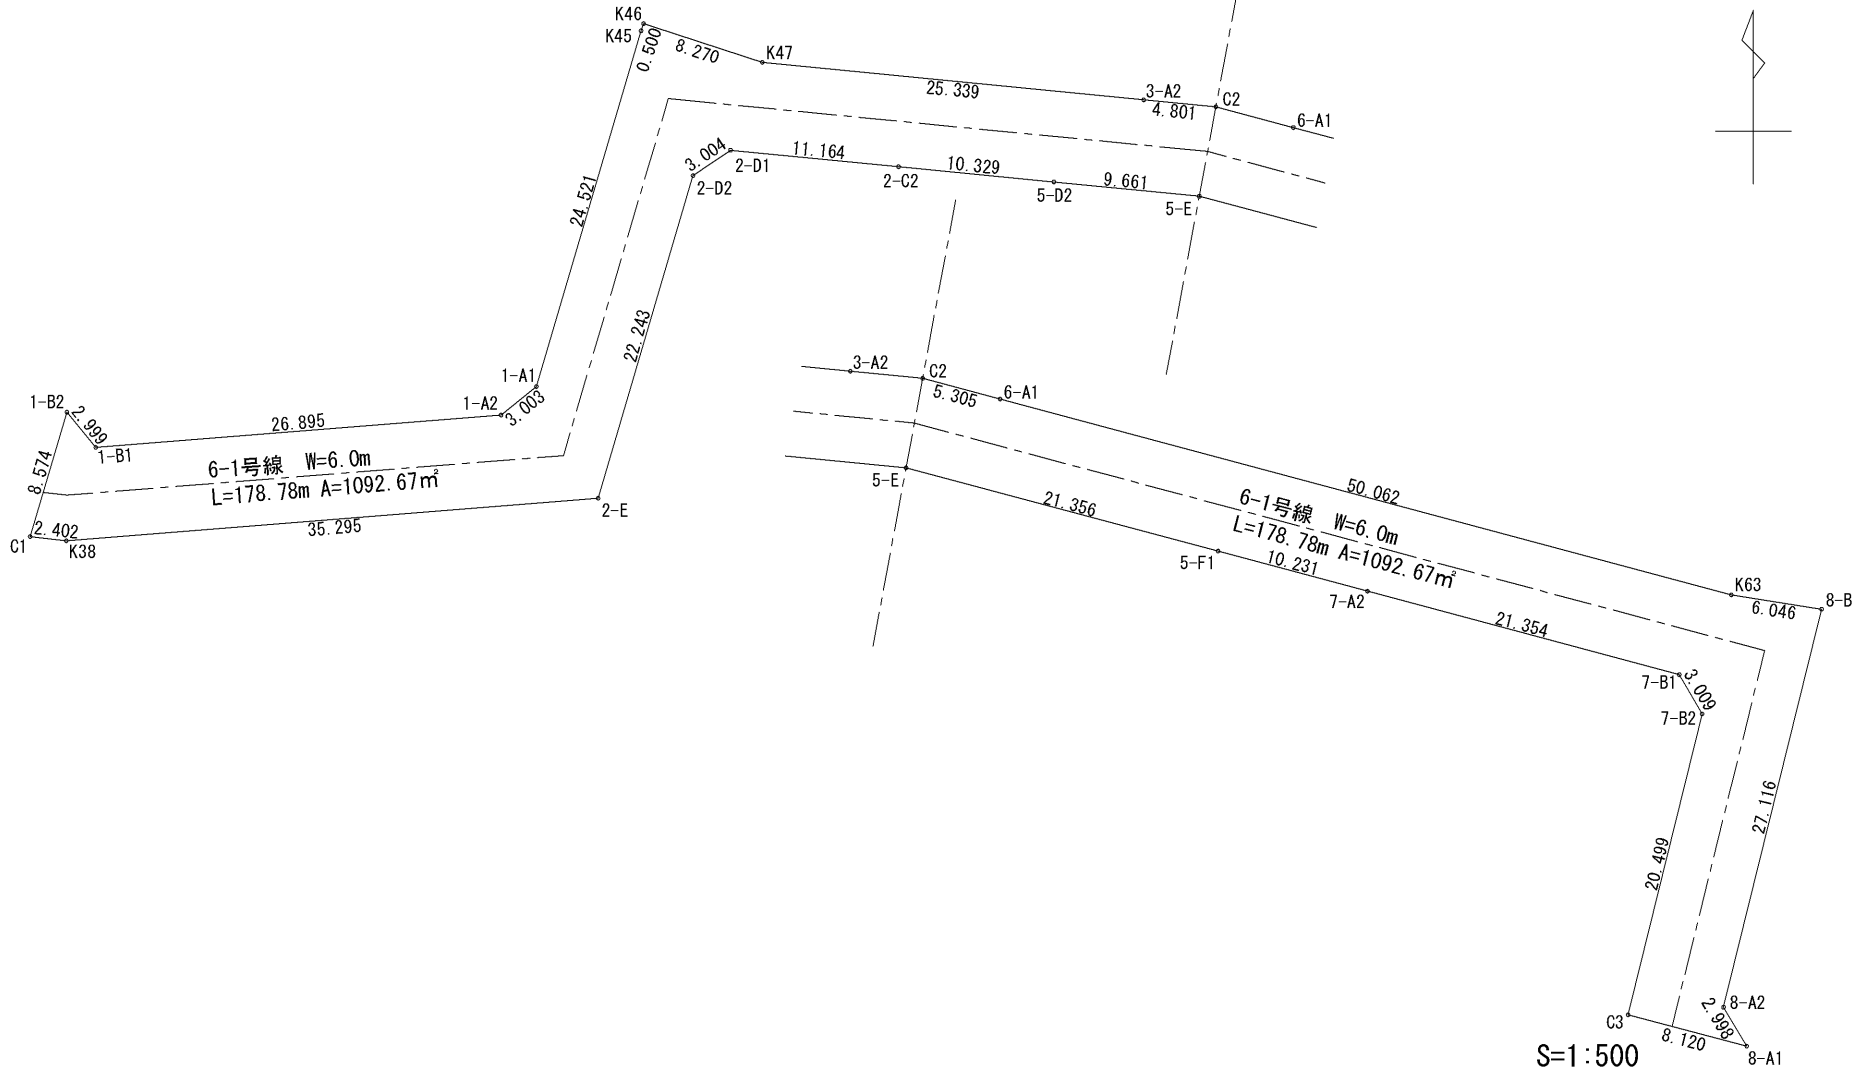 K46
K45
0.500
8.270
K47
25.339
3-A2
4.801
C2
6-A1
3.004
2-D1
11.164
2-C2
10.329
5-D2
9.661
5-E
2-D2
24.521
22.243
1-A1
1-A2
3.003
1-B2
2.999
1-B1
26.895
8.574
6-1号線 W=6.0m
L=178.78m A=1092.67㎡
2-E
C1
2.402
K38
35.295
3-A2
C2
5.305
6-A1
5-E
21.356
50.062
6-1号線 W=6.0m
L=178.78m A=1092.67㎡
5-F1
10.231
7-A2
21.354
K63
6.046
8-B
7-B1
3.009
7-B2
27.116
20.499
8-A2
2.998
C3
8.120
8-A1
S=1:500